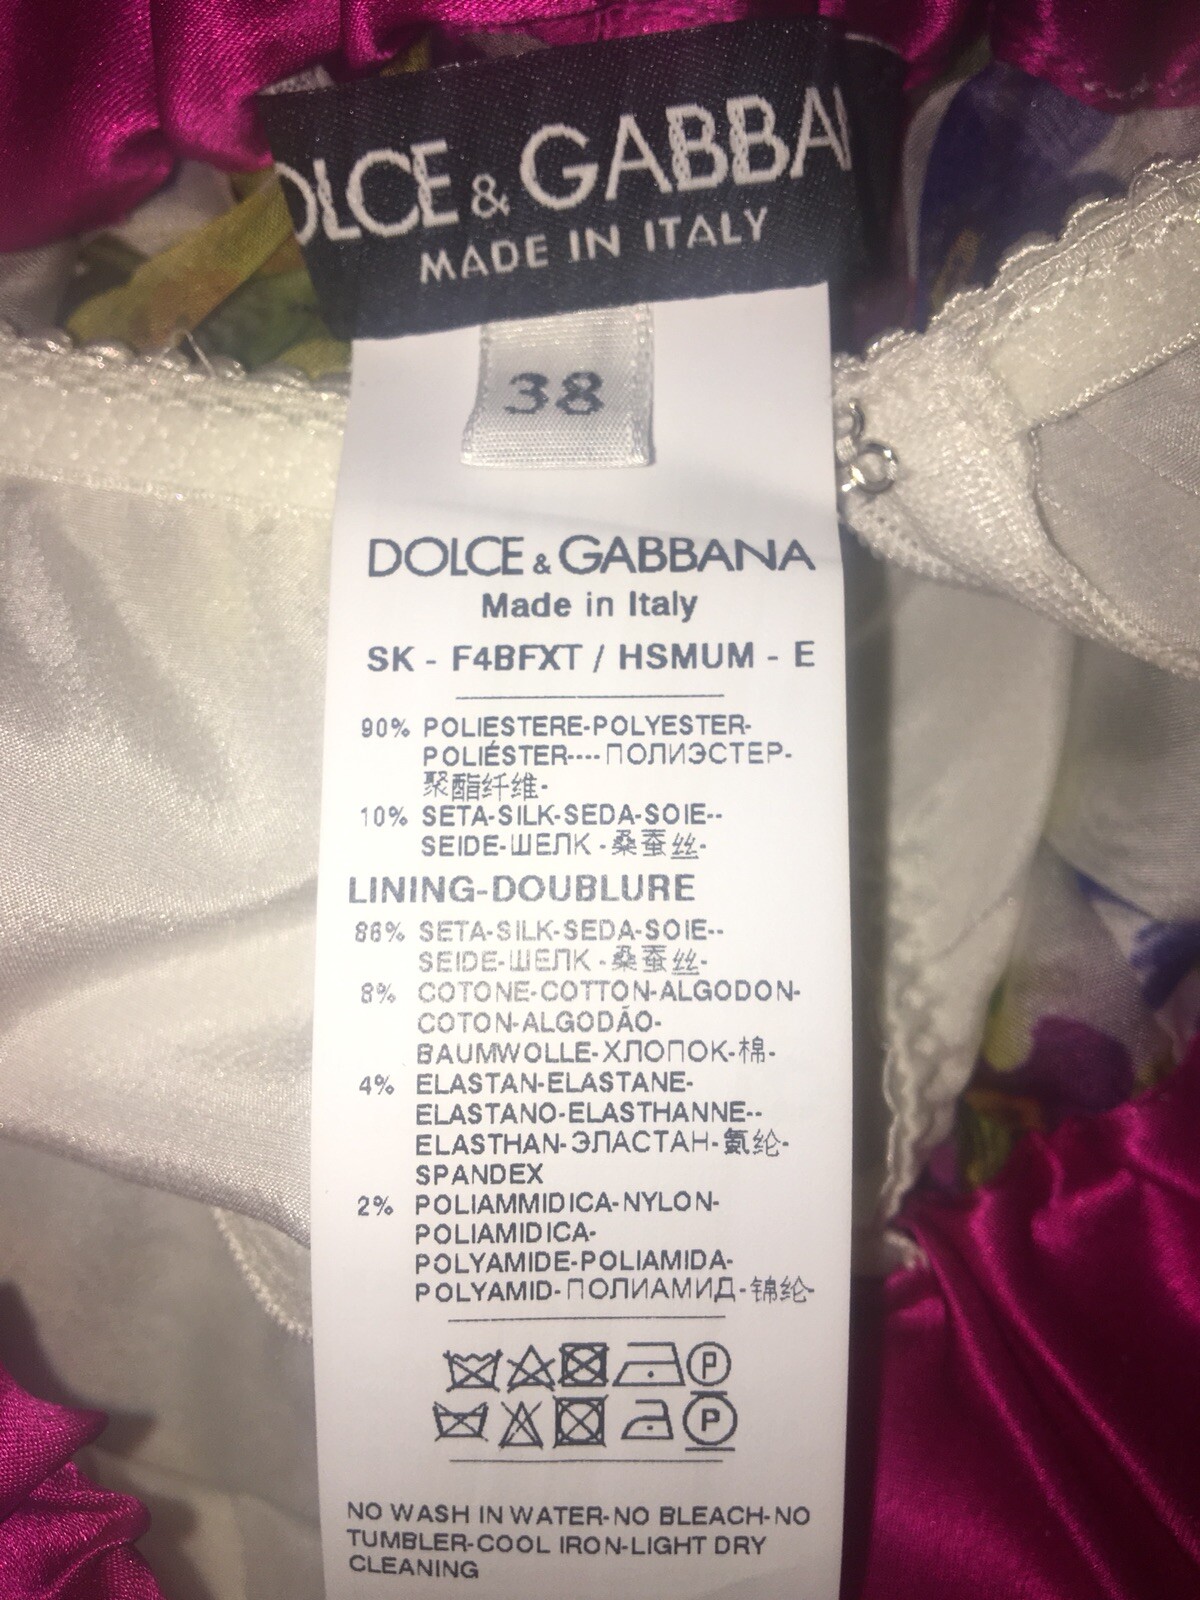 OLCE & GABBA
MADE IN ITALY
38
DOLCE & GABBANA
Made in Italy
SK - F4BFXT / HSMUM - E
90% POLIESTERE-POLYESTER-
POLIÉSTER----ПОЛИЭСТЕР-
聚酯纤维-
10% SETA-SILK-SEDA-SOIE--
SEIDE-ШЕЛК -桑蚕丝-
LINING-DOUBLURE
86% SETA-SILK-SEDA-SOIE--
SEIDE-ШЕЛК -桑蚕丝-
8% COTONE-COTTON-ALGODON-
COTON-ALGODÃO-
BAUMWOLLE-ХЛОПОК-棉-
4% ELASTAN-ELASTANE-
ELASTANO-ELASTHANNE--
ELASTHAN-ЭЛАСТАН-氨纶-
SPANDEX
2% POLIAMMIDICA-NYLON-
POLIAMIDICA-
POLYAMIDE-POLIAMIDA-
POLYAMID-ПОЛИАМИД-锦纶-
P
P
NO WASH IN WATER-NO BLEACH-NO
TUMBLER-COOL IRON-LIGHT DRY
CLEANING